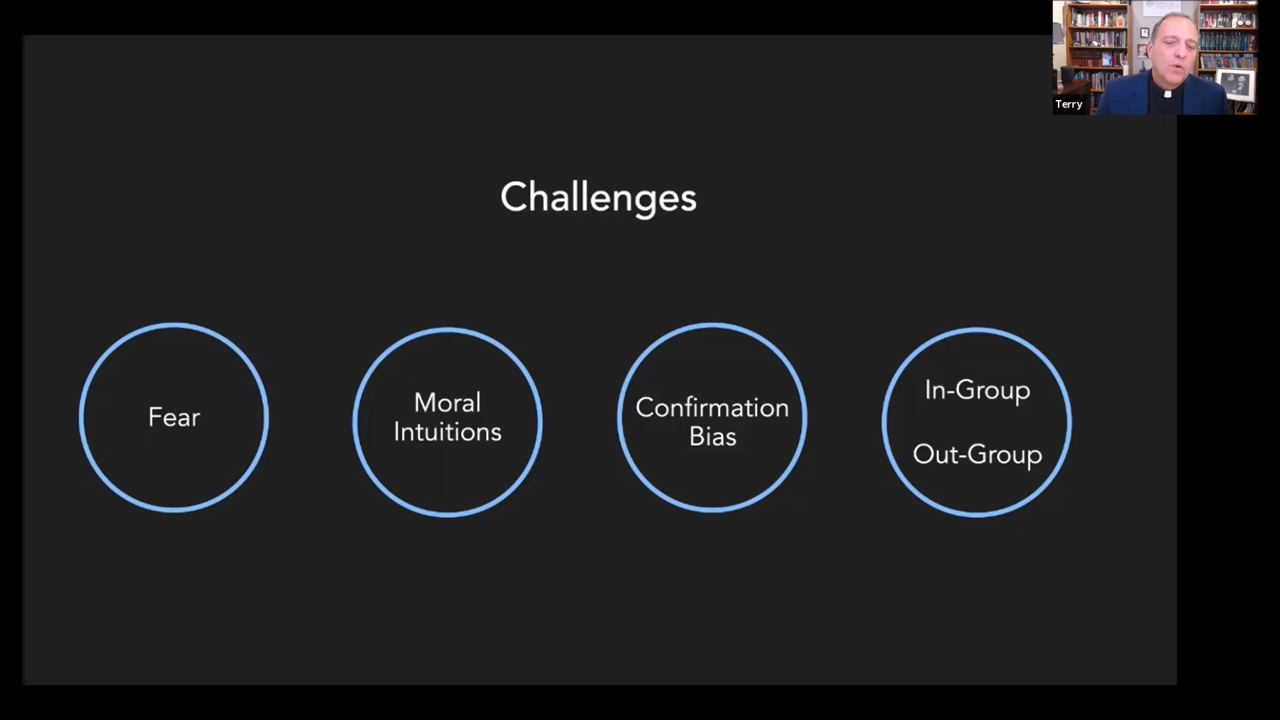 Terry
Challenges
Fear
Moral
Intuitions
Confirmation
Bias
In-Group
Out-Group